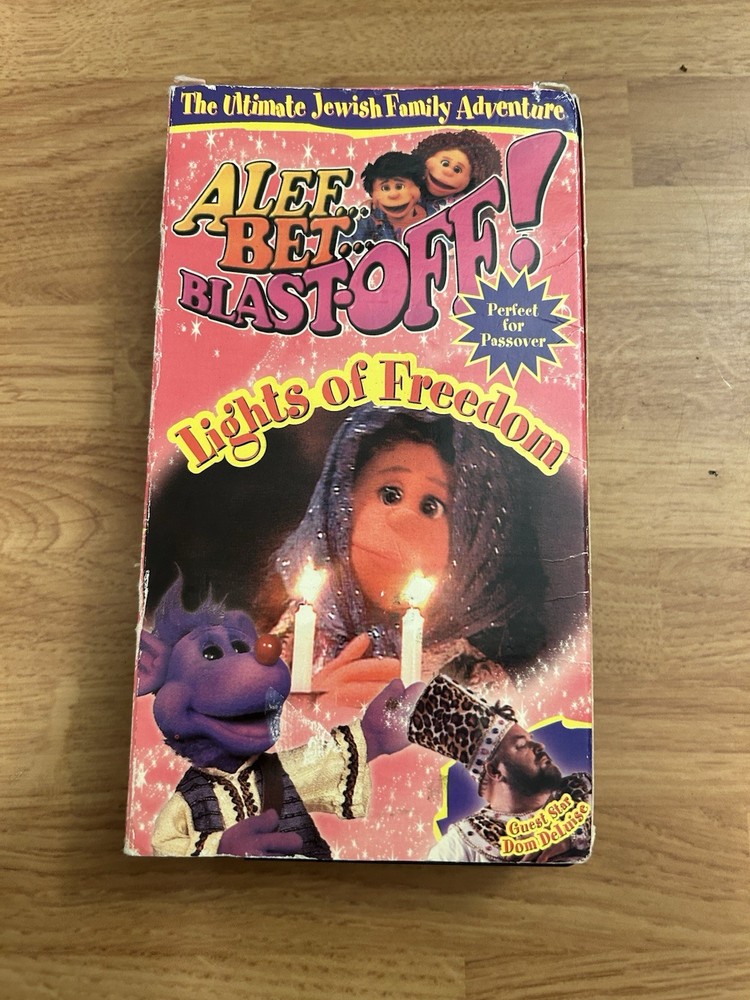 The Ultimate Jewish Family Adventure
ALEF...
BET...
BLAST-OFF!
Perfect
for
Passover
Lights of Freedom
Guest Star
Dom DeLuise